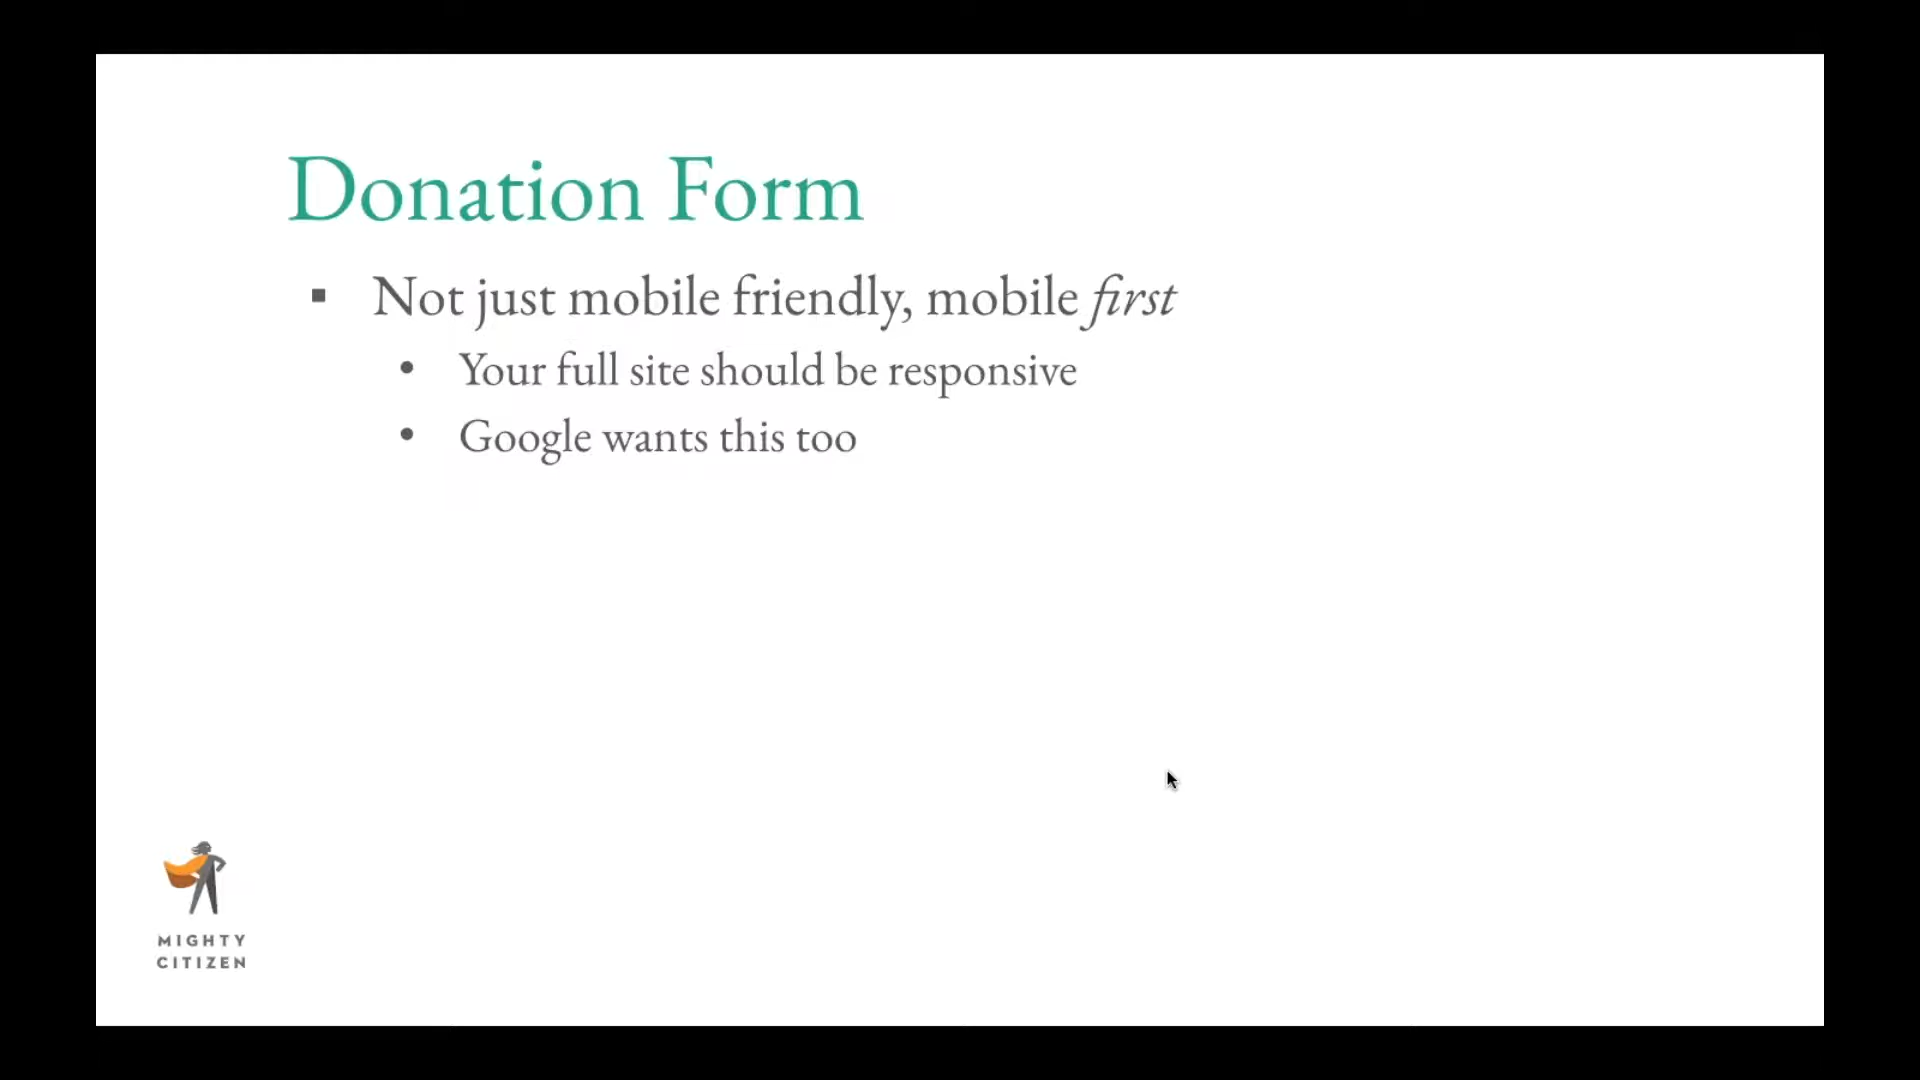 Donation Form
Not just mobile friendly, mobile first
Your full site should be responsive
Google wants this too
MIGHTY
CITIZEN